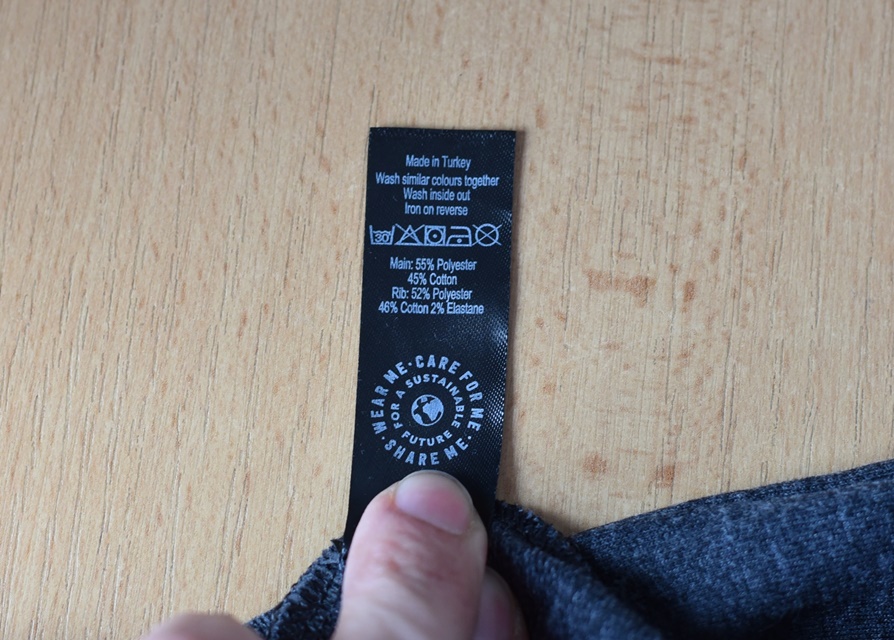 Made in Turkey
Wash similar colours together
Wash inside out
Iron on reverse
30
Main: 55% Polyester
45% Cotton
Rib: 52% Polyester
46% Cotton 2% Elastane
WEAR ME · CARE FOR ME · SHARE ME ·
FOR A SUSTAINABLE FUTURE